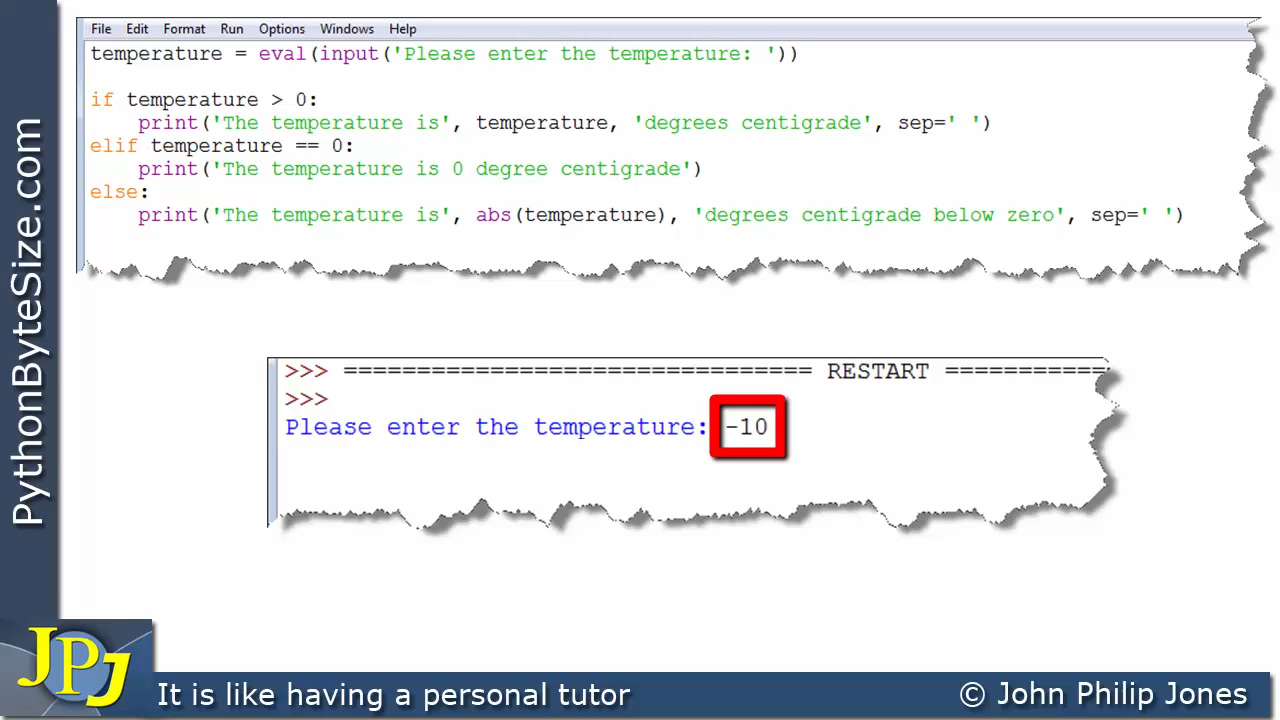 File Edit Format Run Options Windows Help
temperature = eval(input('Please enter the temperature: '))
if temperature > 0:
    print('The temperature is', temperature, 'degrees centigrade', sep=' ')
elif temperature == 0:
    print('The temperature is 0 degree centigrade')
else:
    print('The temperature is', abs(temperature), 'degrees centigrade below zero', sep=' ')
>>> ================================ RESTART ===========
>>>
Please enter the temperature: -10
PythonByteSize.com
JPJ
It is like having a personal tutor
© John Philip Jones